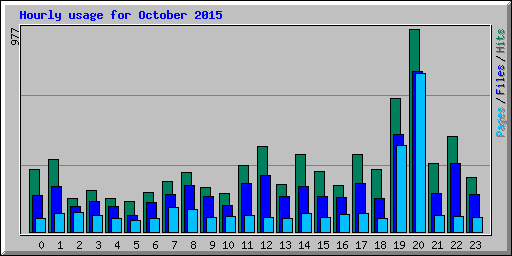 Hourly usage for October 2015
977
Pages / Files / Hits
0 1 2 3 4 5 6 7 8 9 10 11 12 13 14 15 16 17 18 19 20 21 22 23